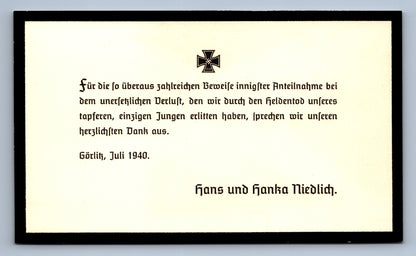 Für die ſo überaus zahlreichen Beweiſe innigſter Anteilnahme bei
dem unerſetzlichen Verluſt, den wir durch den Heldentod unſeres
tapferen, einzigen Jungen erlitten haben, ſprechen wir unſeren
herzlichſten Dank aus.
Görlitz, Juli 1940.
Hans und Hanka Niedlich.